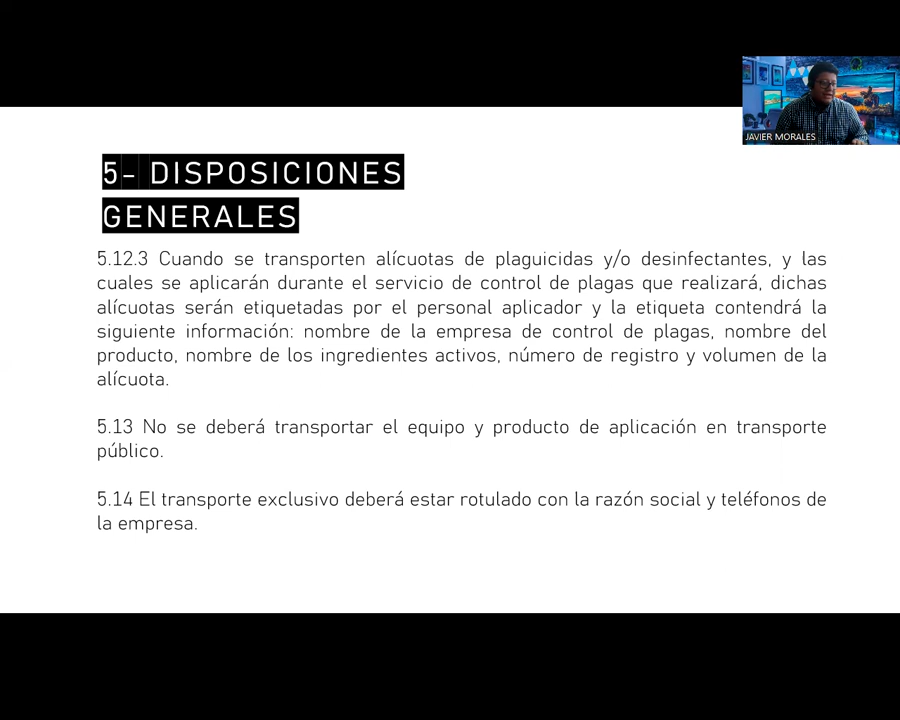 JAVIER MORALES
5- DISPOSICIONES
GENERALES
5.12.3 Cuando se transporten alícuotas de plaguicidas y/o desinfectantes, y las
cuales se aplicarán durante el servicio de control de plagas que realizará, dichas
alícuotas serán etiquetadas por el personal aplicador y la etiqueta contendrá la
siguiente información: nombre de la empresa de control de plagas, nombre del
producto, nombre de los ingredientes activos, número de registro y volumen de la
alícuota.
5.13 No se deberá transportar el equipo y producto de aplicación en transporte
público.
5.14 El transporte exclusivo deberá estar rotulado con la razón social y teléfonos de
la empresa.